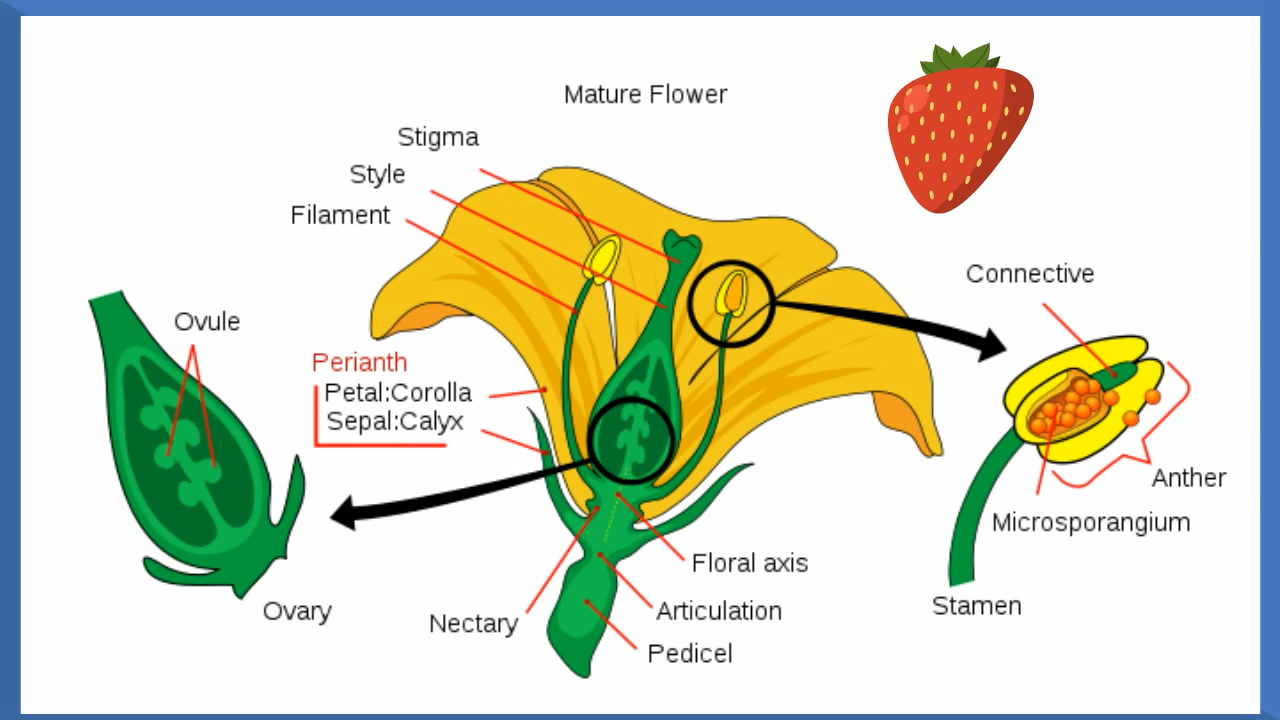 Mature Flower
Stigma
Style
Filament
Connective
Ovule
Perianth
Petal:Corolla
Sepal:Calyx
Anther
Microsporangium
Floral axis
Stamen
Ovary
Articulation
Nectary
Pedicel